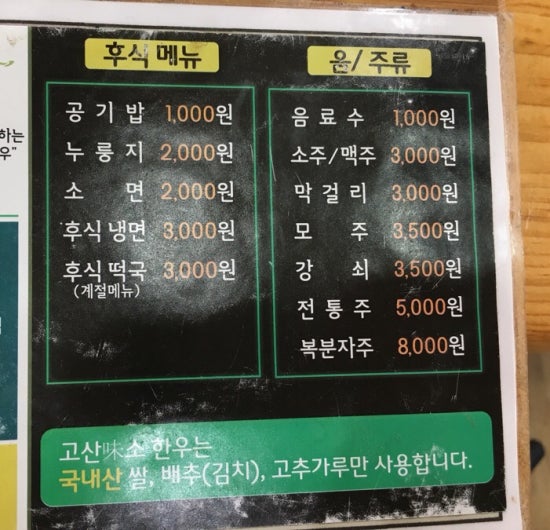 하는
우"
후식메뉴
공기밥 1,000원
누룽지 2,000원
소 면 2,000원
후식 냉면 3,000원
후식 떡국 3,000원
(계절메뉴)
음/주류
음료수 1,000원
소주/맥주 3,000원
막걸리 3,000원
모 주 3,500원
강 쇠 3,500원
전통주 5,000원
복분자주 8,000원
고산味소 한우는
국내산 쌀, 배추(김치), 고추가루만 사용합니다.